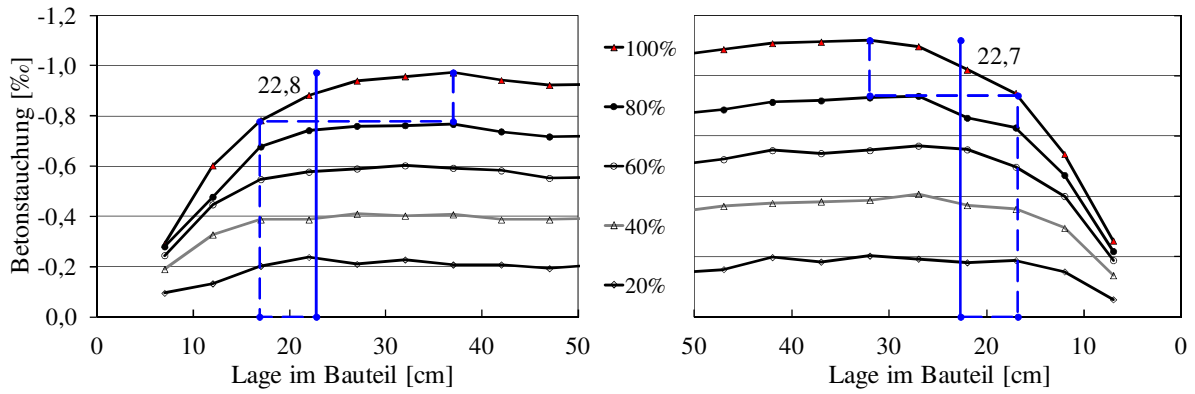 -1,2
-1,0
-0,8
-0,6
-0,4
-0,2
0,0
Betonstauchung [‰]
22,8
0 10 20 30 40 50
Lage im Bauteil [cm]
100%
80%
60%
40%
20%
22,7
50 40 30 20 10 0
Lage im Bauteil [cm]